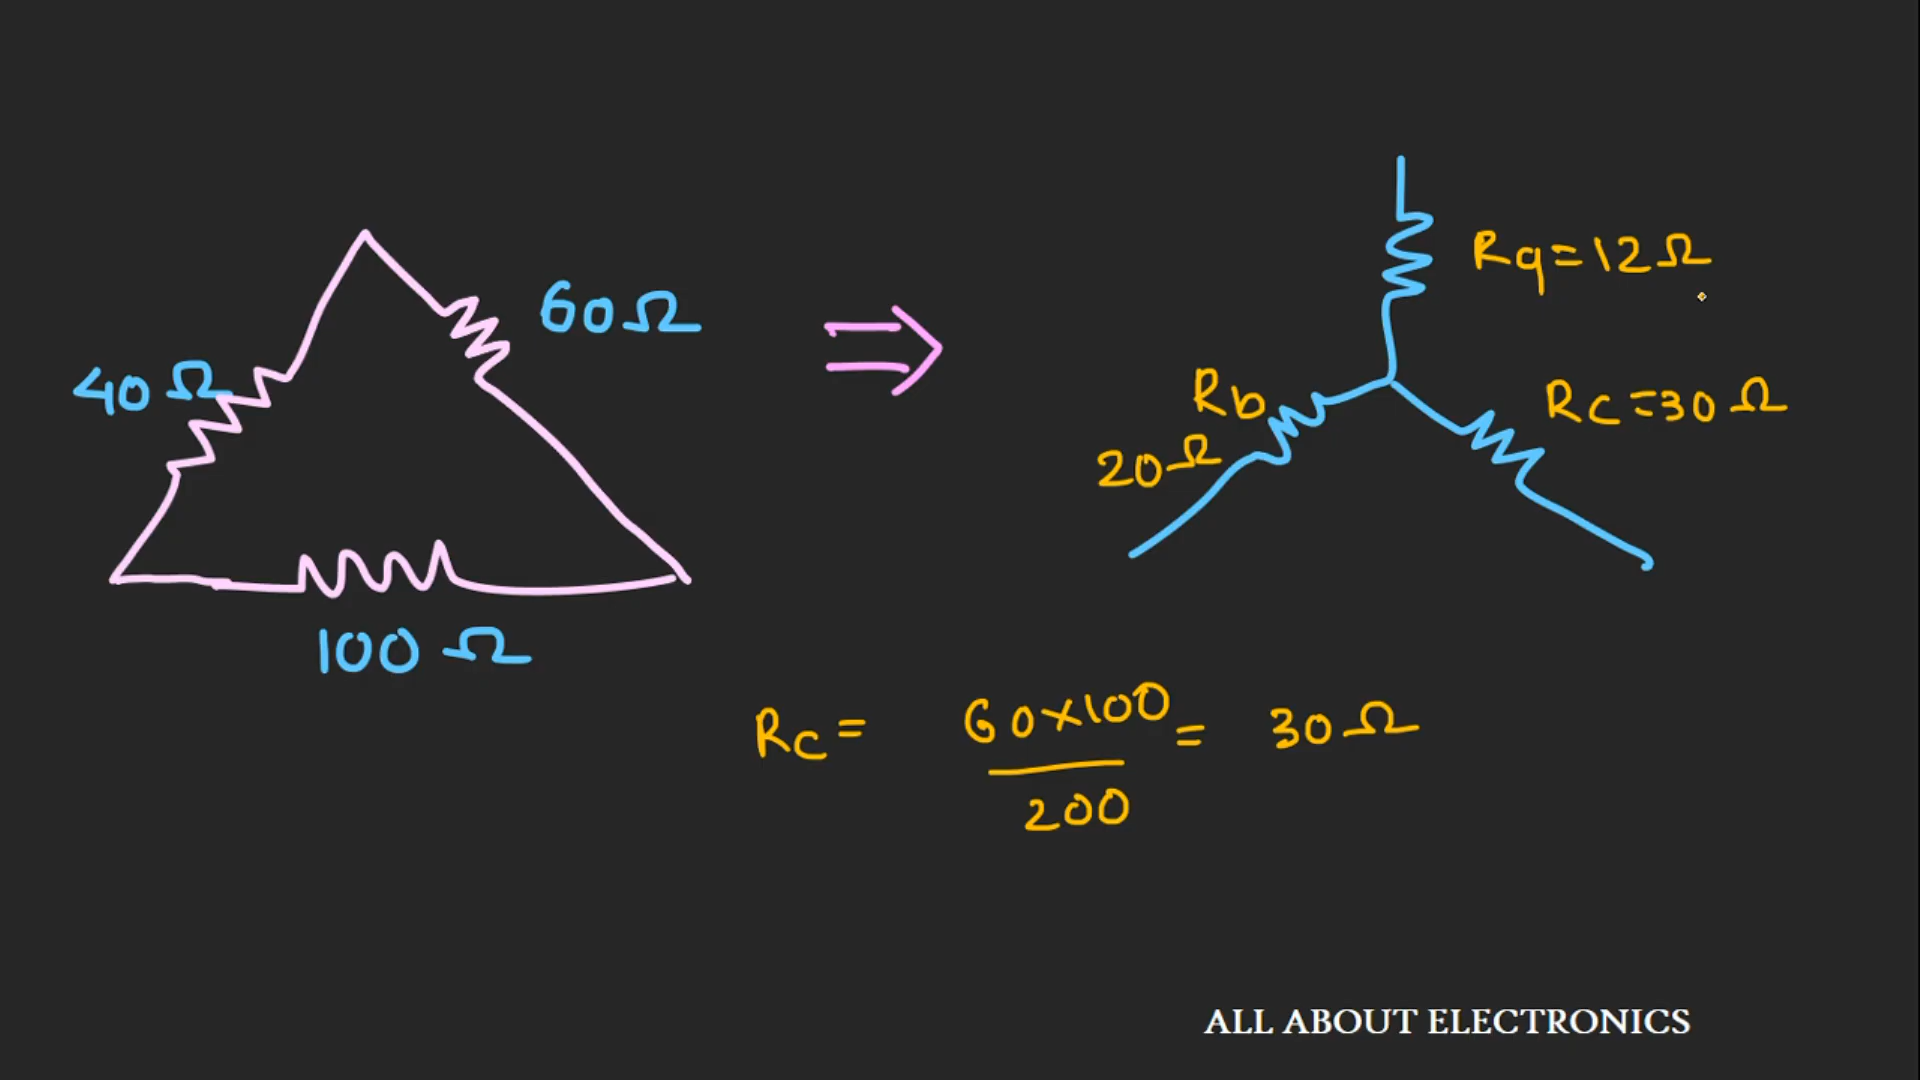 60Ω
40Ω
100Ω
Ra=12Ω
Rb
20Ω
Rc=30Ω
Rc= 60×100/200 = 30Ω
ALL ABOUT ELECTRONICS